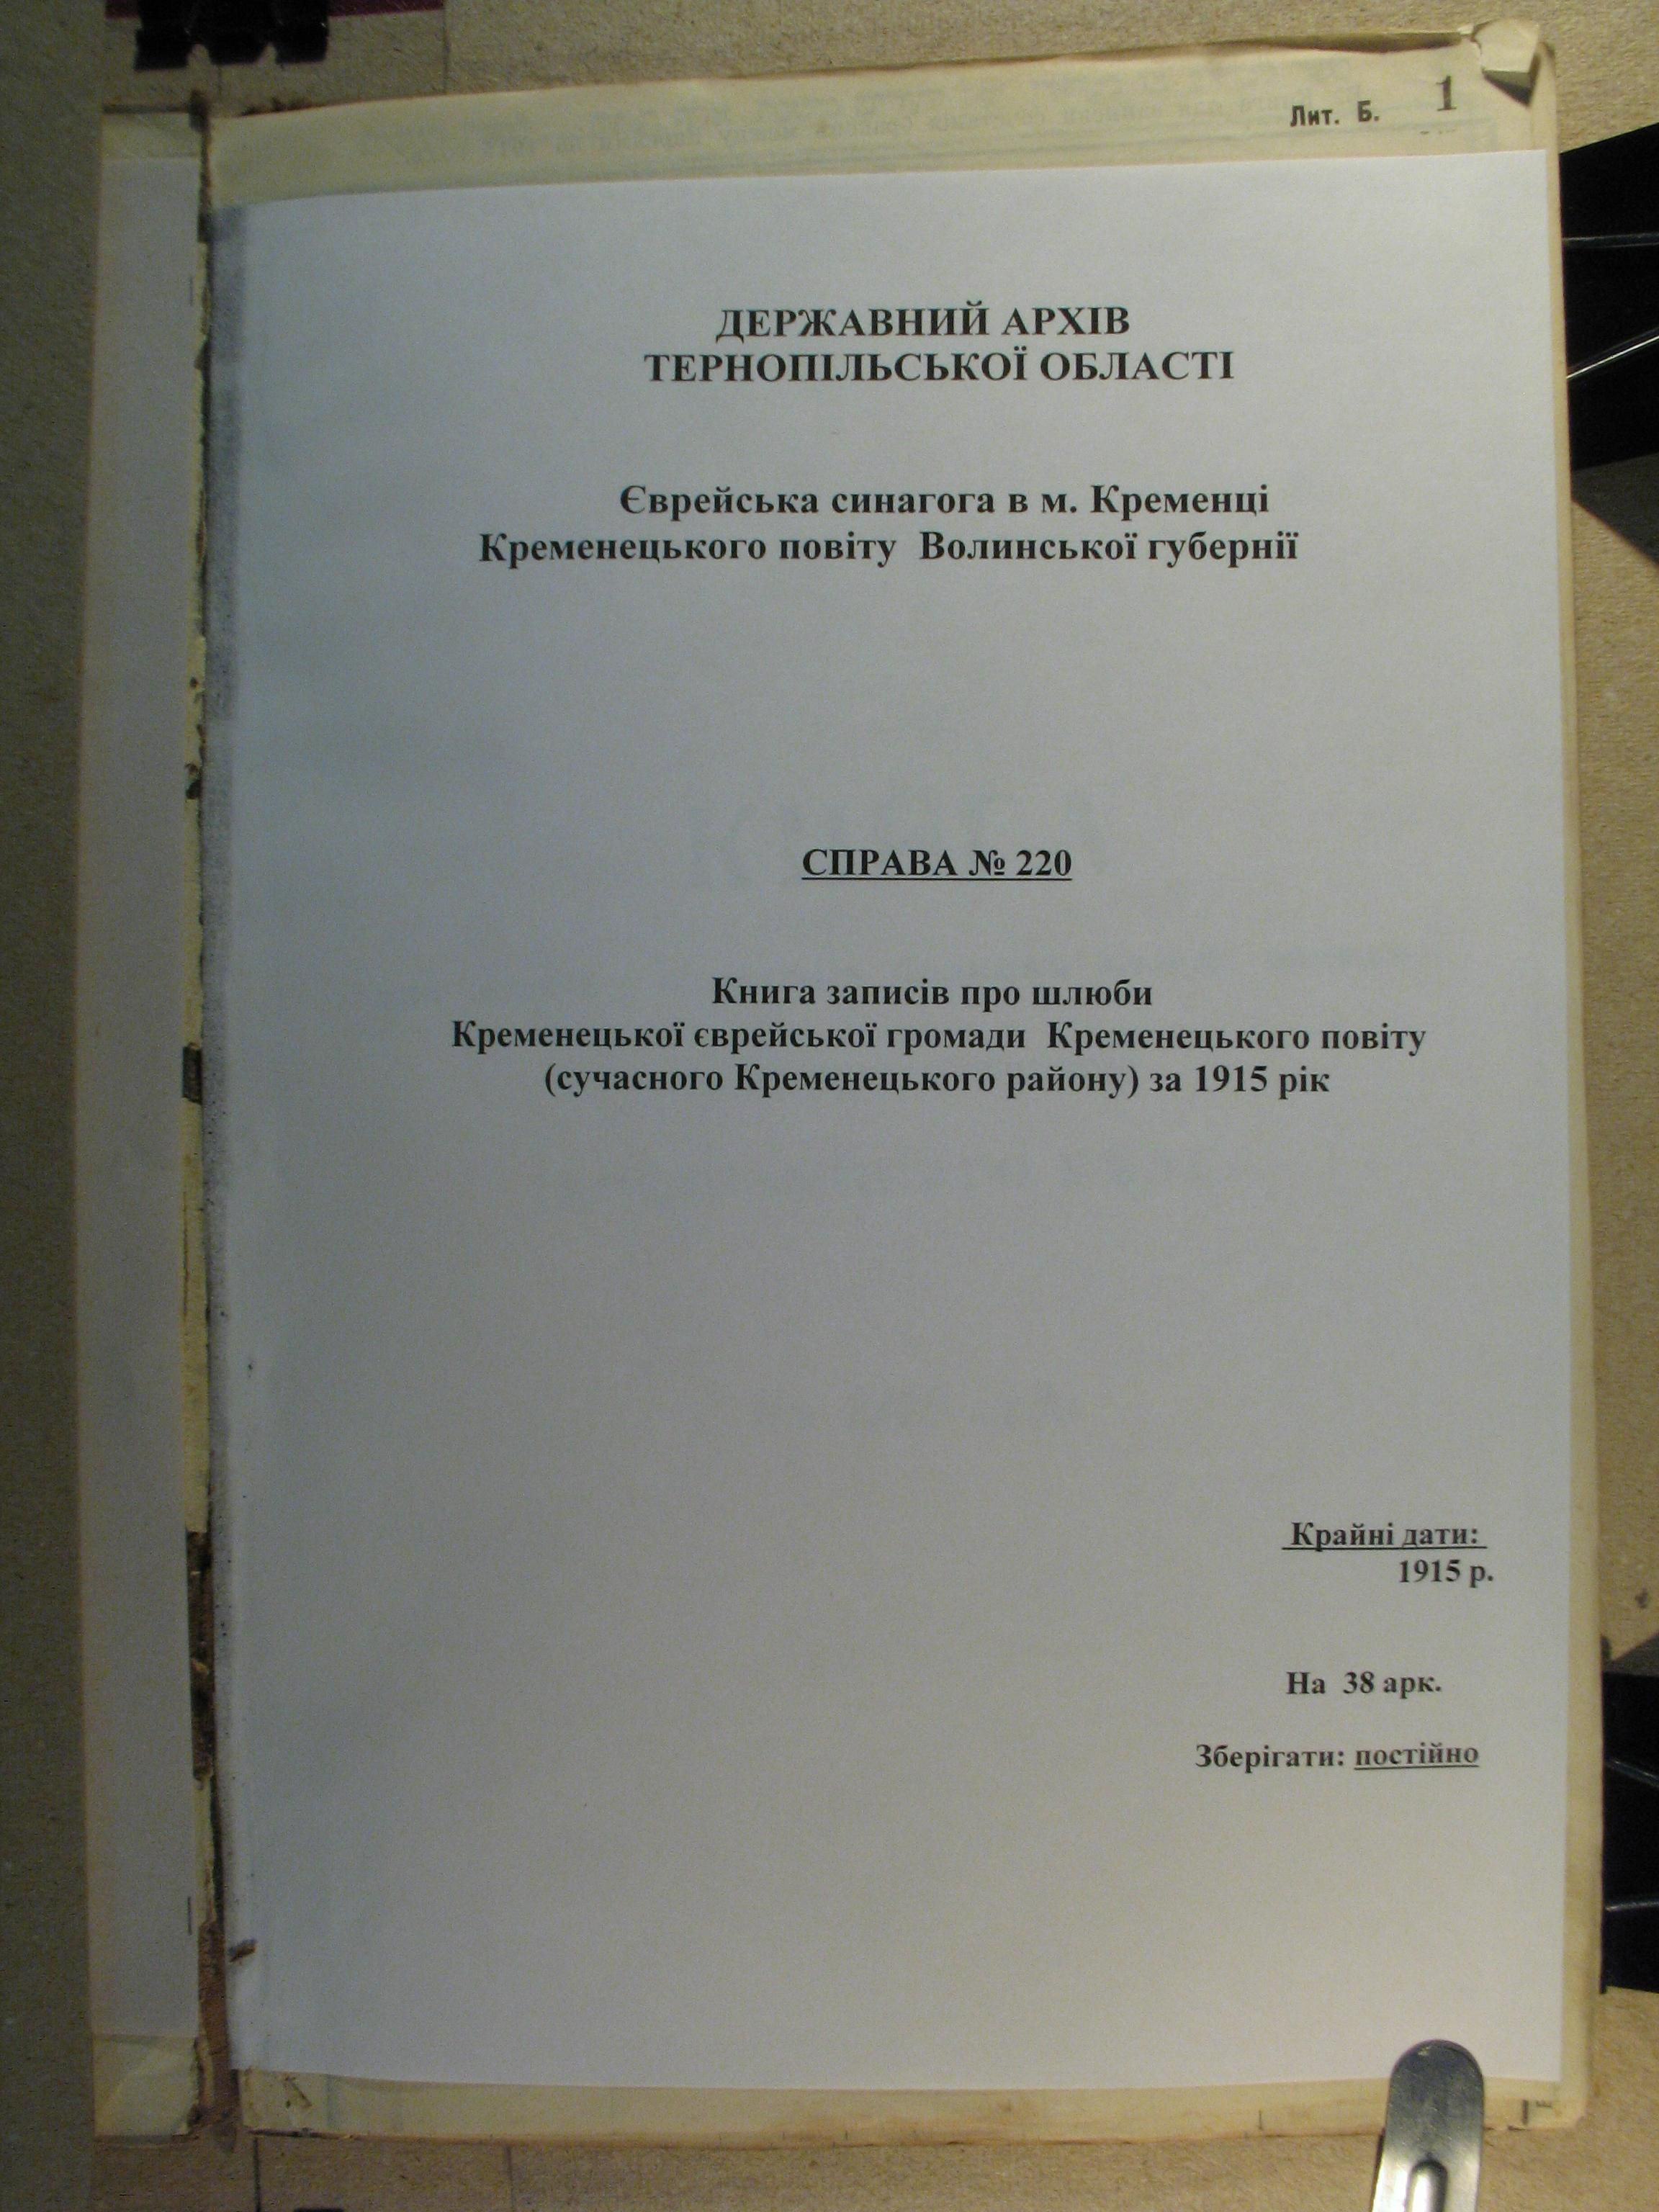 Лит. Б. 1
ДЕРЖАВНИЙ АРХІВ
ТЕРНОПІЛЬСЬКОЇ ОБЛАСТІ
Єврейська синагога в м. Кременці
Кременецького повіту Волинської губернії
СПРАВА № 220
Книга записів про шлюби
Кременецької єврейської громади Кременецького повіту
(сучасного Кременецького району) за 1915 рік
Крайні дати:
1915 р.
На 38 арк.
Зберігати: постійно